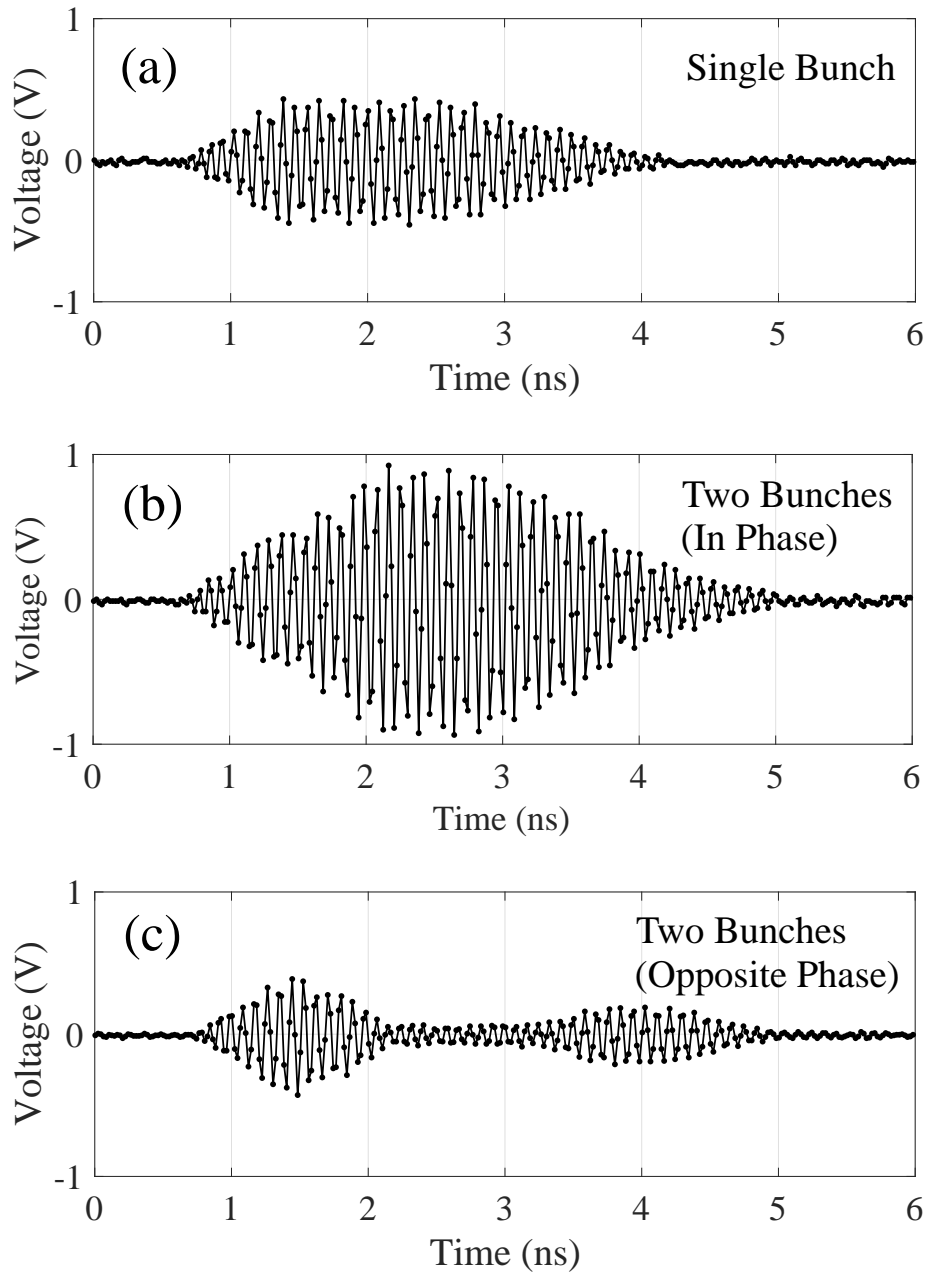 1
(a)
Single Bunch
Voltage (V)
0
-1
0 1 2 3 4 5 6
Time (ns)
1
(b)
Two Bunches
(In Phase)
Voltage (V)
0
-1
0 1 2 3 4 5 6
Time (ns)
1
(c)
Two Bunches
(Opposite Phase)
Voltage (V)
0
-1
0 1 2 3 4 5 6
Time (ns)